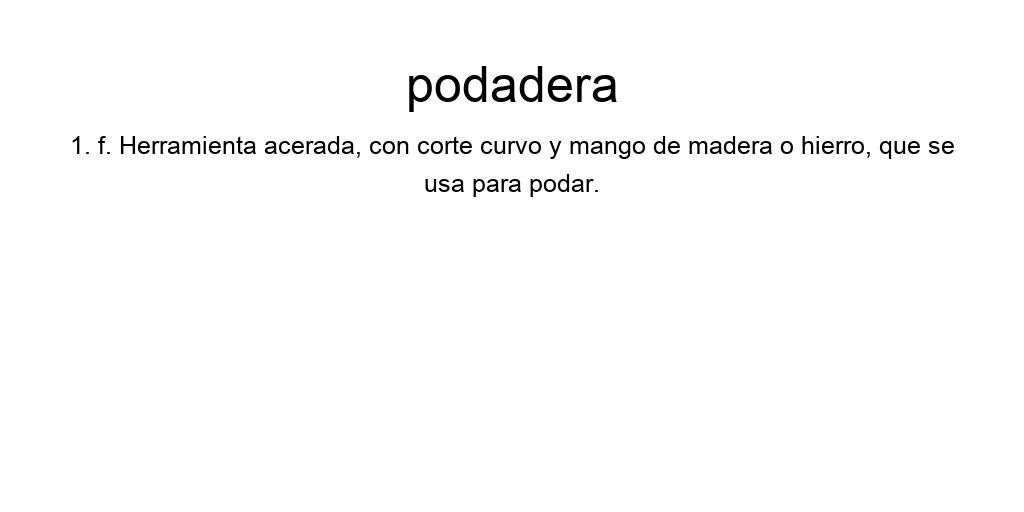 podadera
1. f. Herramienta acerada, con corte curvo y mango de madera o hierro, que se
usa para podar.